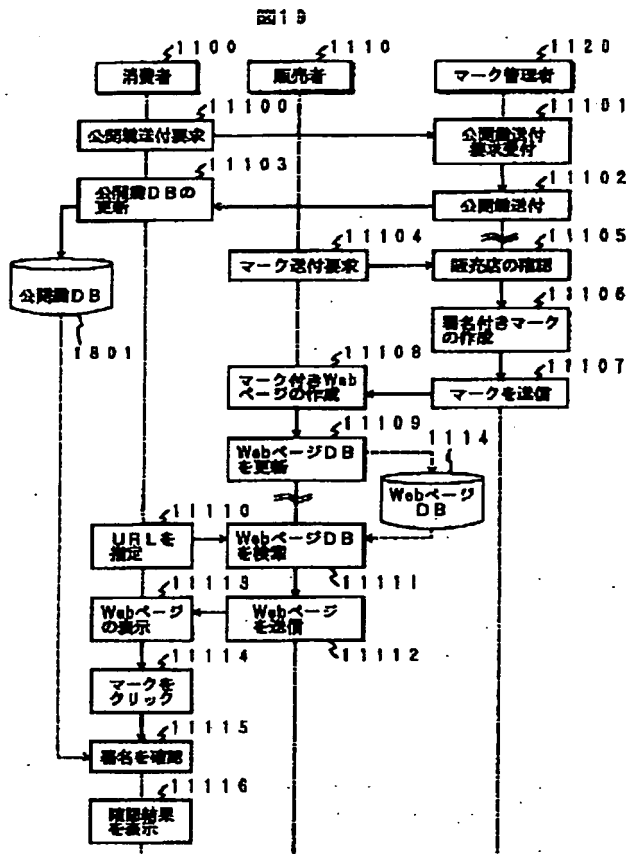 図19
1100
1110
1120
消費者
販売者
マーク管理者
11100
11101
公開鍵送付要求
公開鍵送付
要求受付
11103
11102
公開鍵DBの
更新
公開鍵送付
11104
11105
マーク送付要求
販売店の確認
公開鍵DB
1801
11106
署名付きマーク
の作成
11108
11107
マーク付きWeb
ページの作成
マークを送信
11109
1114
WebページDB
を更新
Webページ
DB
11110
URLを
指定
WebページDB
を検索
11111
11113
Webページ
の表示
Webページ
を送信
11112
11114
マークを
クリック
11115
署名を確認
11116
確認結果
を表示